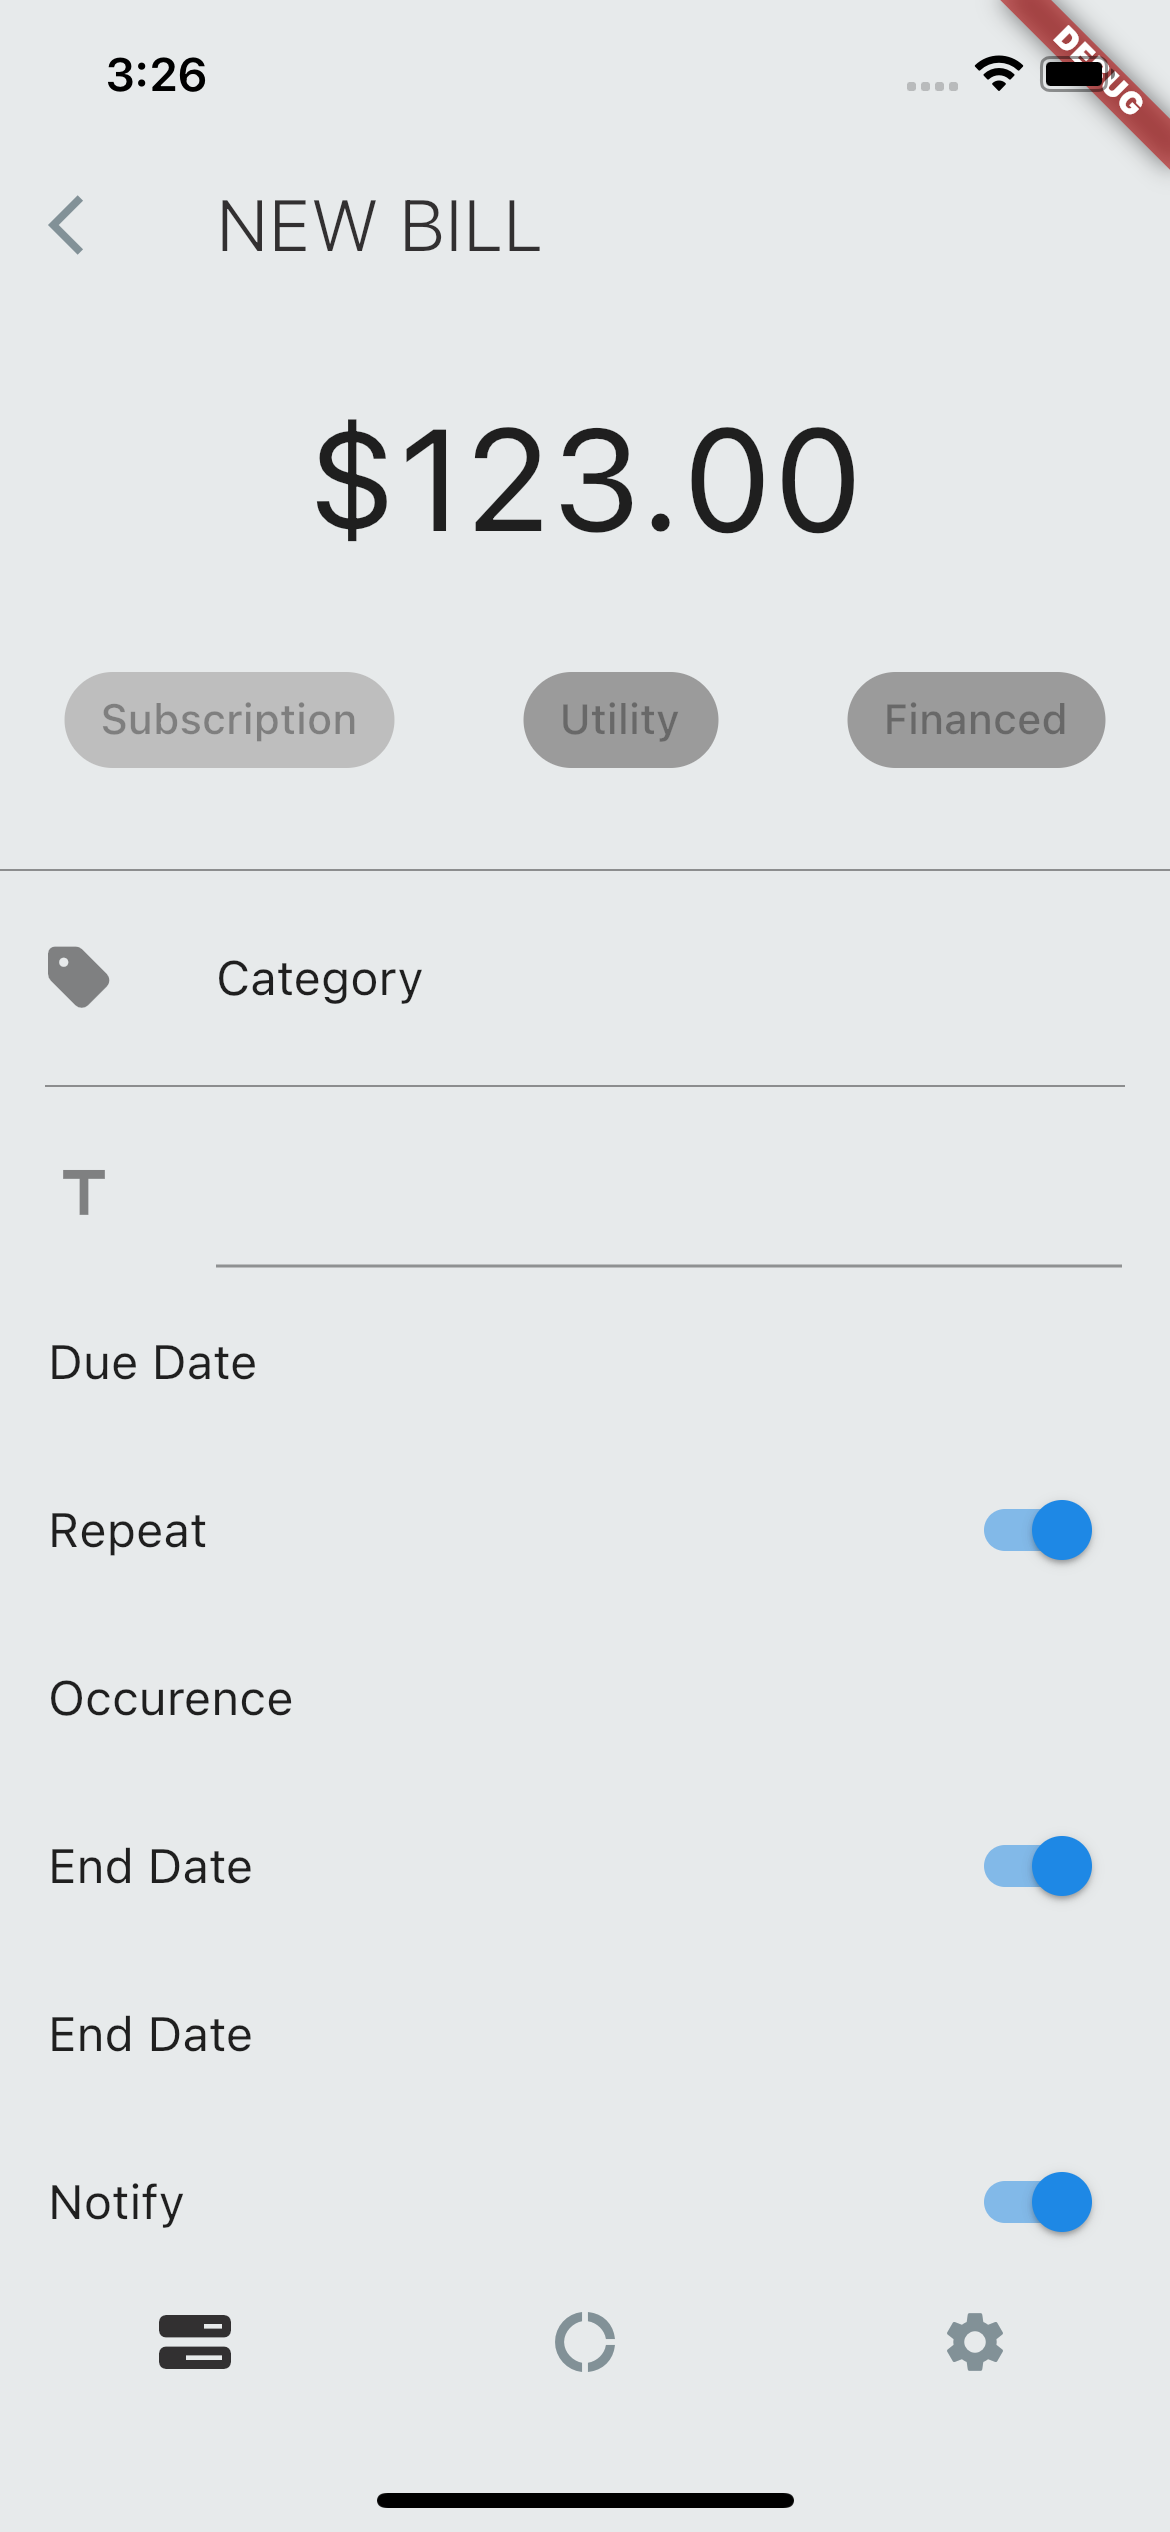 3:26
DEBUG
NEW BILL
$123.00
Subscription Utility Financed
Category
T
Due Date
Repeat
Occurence
End Date
End Date
Notify